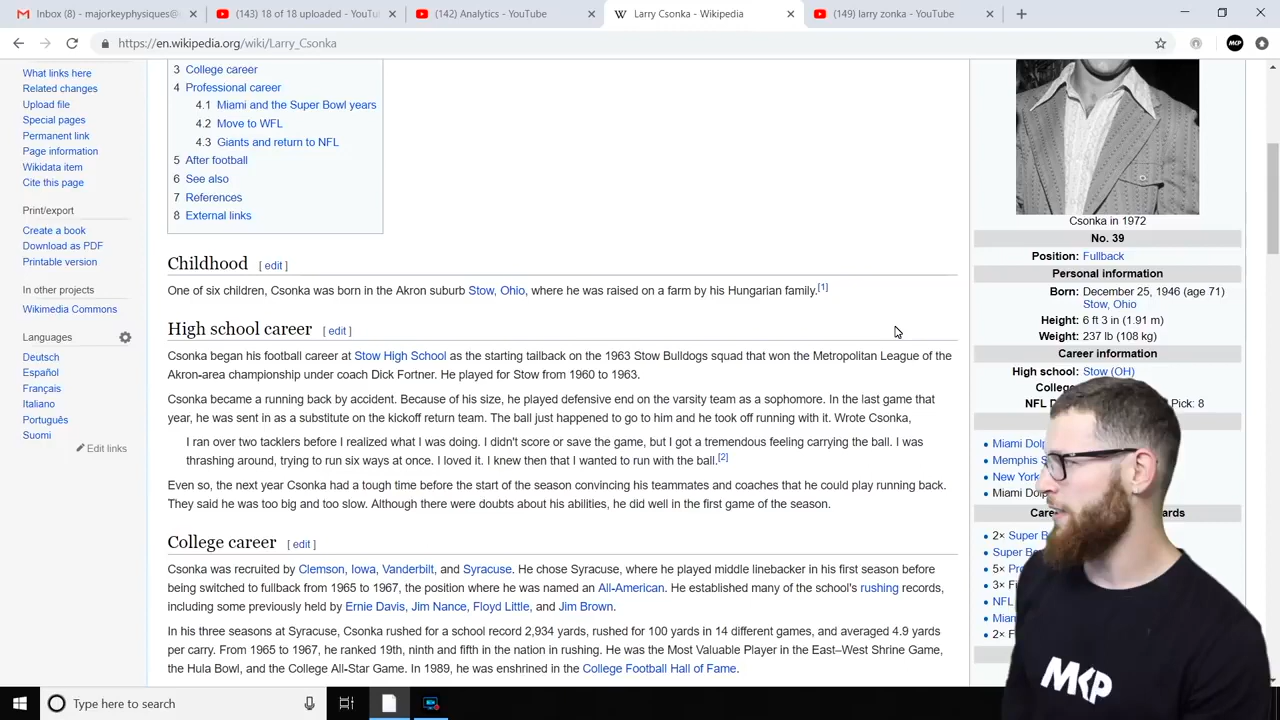 Inbox (8) - majorkeyphysiques@
(143) 18 of 18 uploaded - YouTu
(142) Analytics - YouTube
Larry Csonka - Wikipedia
(149) larry zonka - YouTube
https://en.wikipedia.org/wiki/Larry_Csonka
MKP
What links here
Related changes
Upload file
Special pages
Permanent link
Page information
Wikidata item
Cite this page
Print/export
Create a book
Download as PDF
Printable version
In other projects
Wikimedia Commons
Languages
Deutsch
Español
Français
Italiano
Português
Suomi
Edit links
3 College career
4 Professional career
4.1 Miami and the Super Bowl years
4.2 Move to WFL
4.3 Giants and return to NFL
5 After football
6 See also
7 References
8 External links
Childhood [ edit ]
One of six children, Csonka was born in the Akron suburb Stow, Ohio, where he was raised on a farm by his Hungarian family.[1]
High school career [ edit ]
Csonka began his football career at Stow High School as the starting tailback on the 1963 Stow Bulldogs squad that won the Metropolitan League of the
Akron-area championship under coach Dick Fortner. He played for Stow from 1960 to 1963.
Csonka became a running back by accident. Because of his size, he played defensive end on the varsity team as a sophomore. In the last game that
year, he was sent in as a substitute on the kickoff return team. The ball just happened to go to him and he took off running with it. Wrote Csonka,
I ran over two tacklers before I realized what I was doing. I didn't score or save the game, but I got a tremendous feeling carrying the ball. I was
thrashing around, trying to run six ways at once. I loved it. I knew then that I wanted to run with the ball.[2]
Even so, the next year Csonka had a tough time before the start of the season convincing his teammates and coaches that he could play running back.
They said he was too big and too slow. Although there were doubts about his abilities, he did well in the first game of the season.
College career [ edit ]
Csonka was recruited by Clemson, Iowa, Vanderbilt, and Syracuse. He chose Syracuse, where he played middle linebacker in his first season before
being switched to fullback from 1965 to 1967, the position where he was named an All-American. He established many of the school's rushing records,
including some previously held by Ernie Davis, Jim Nance, Floyd Little, and Jim Brown.
In his three seasons at Syracuse, Csonka rushed for a school record 2,934 yards, rushed for 100 yards in 14 different games, and averaged 4.9 yards
per carry. From 1965 to 1967, he ranked 19th, ninth and fifth in the nation in rushing. He was the Most Valuable Player in the East–West Shrine Game,
the Hula Bowl, and the College All-Star Game. In 1989, he was enshrined in the College Football Hall of Fame.
Csonka in 1972
No. 39
Position: Fullback
Personal information
Born: December 25, 1946 (age 71)
Stow, Ohio
Height: 6 ft 3 in (1.91 m)
Weight: 237 lb (108 kg)
Career information
High school: Stow (OH)
College
NFL D Pick: 8
Miami Dolp
Memphis S
New York
Miami Dolp
Caree ards
2× Super B
Super Bo
5× Pro
3× Fi
NFL
Miam
2× F
MKP
Type here to search